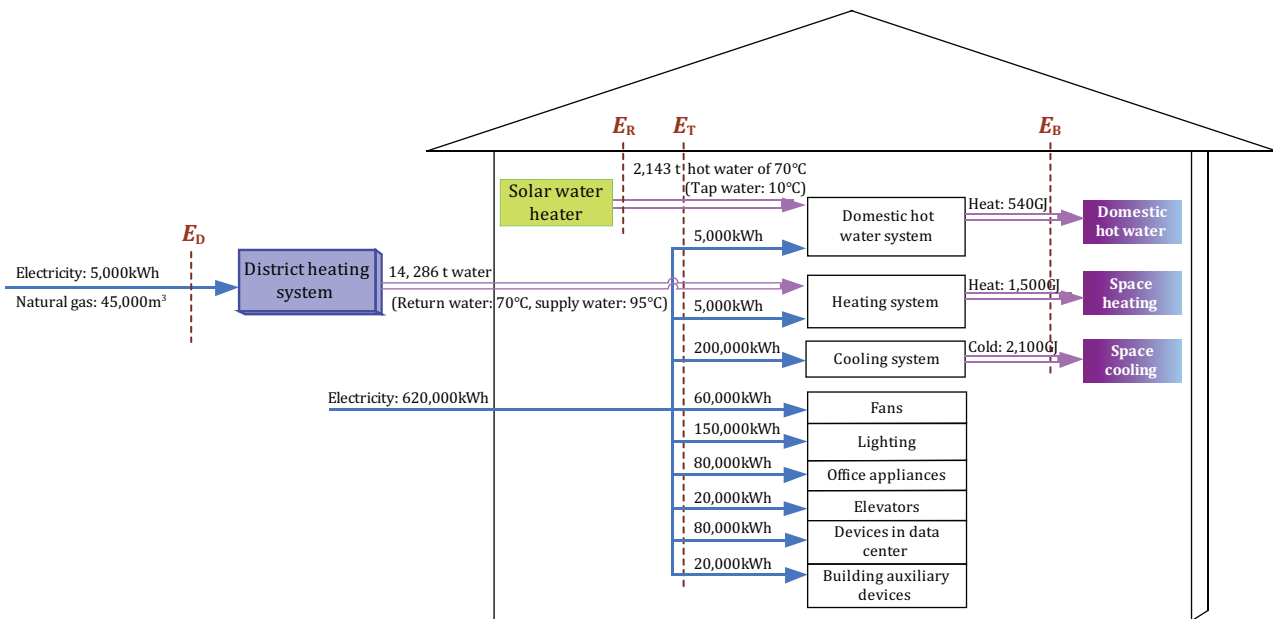 E_R
E_T
E_B
2,143 t hot water of 70℃
(Tap water: 10℃)
Solar water
heater
Domestic hot
water system
Heat: 540GJ
Domestic
hot water
5,000kWh
E_D
Electricity: 5,000kWh
Natural gas: 45,000m³
District heating
system
14, 286 t water
(Return water: 70℃, supply water: 95℃)
Heating system
Heat: 1,500GJ
Space
heating
5,000kWh
200,000kWh
Cooling system
Cold: 2,100GJ
Space
cooling
Electricity: 620,000kWh
60,000kWh
Fans
150,000kWh
Lighting
80,000kWh
Office appliances
20,000kWh
Elevators
80,000kWh
Devices in data
center
20,000kWh
Building auxiliary
devices